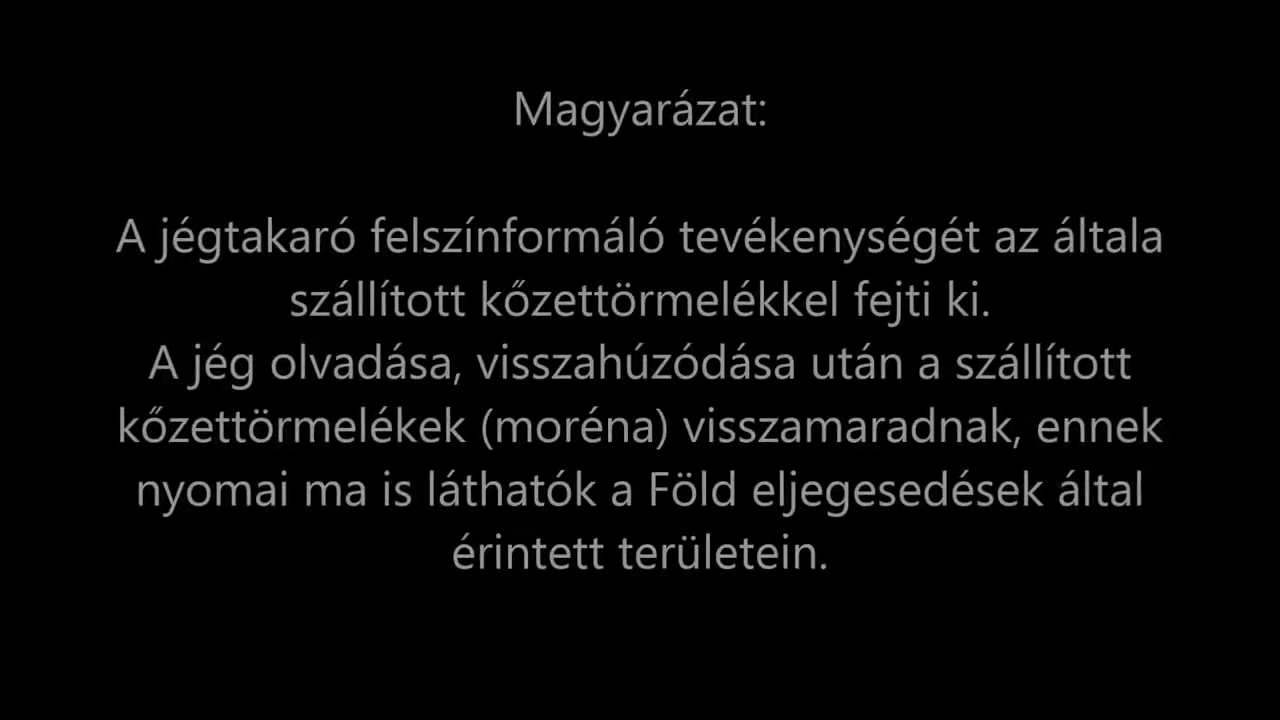 Magyarázat:
A jégtakaró felszínformáló tevékenységét az általa
szállított kőzettörmelékkel fejti ki.
A jég olvadása, visszahúzódása után a szállított
kőzettörmelékek (moréna) visszamaradnak, ennek
nyomai ma is láthatók a Föld eljegesedések által
érintett területein.